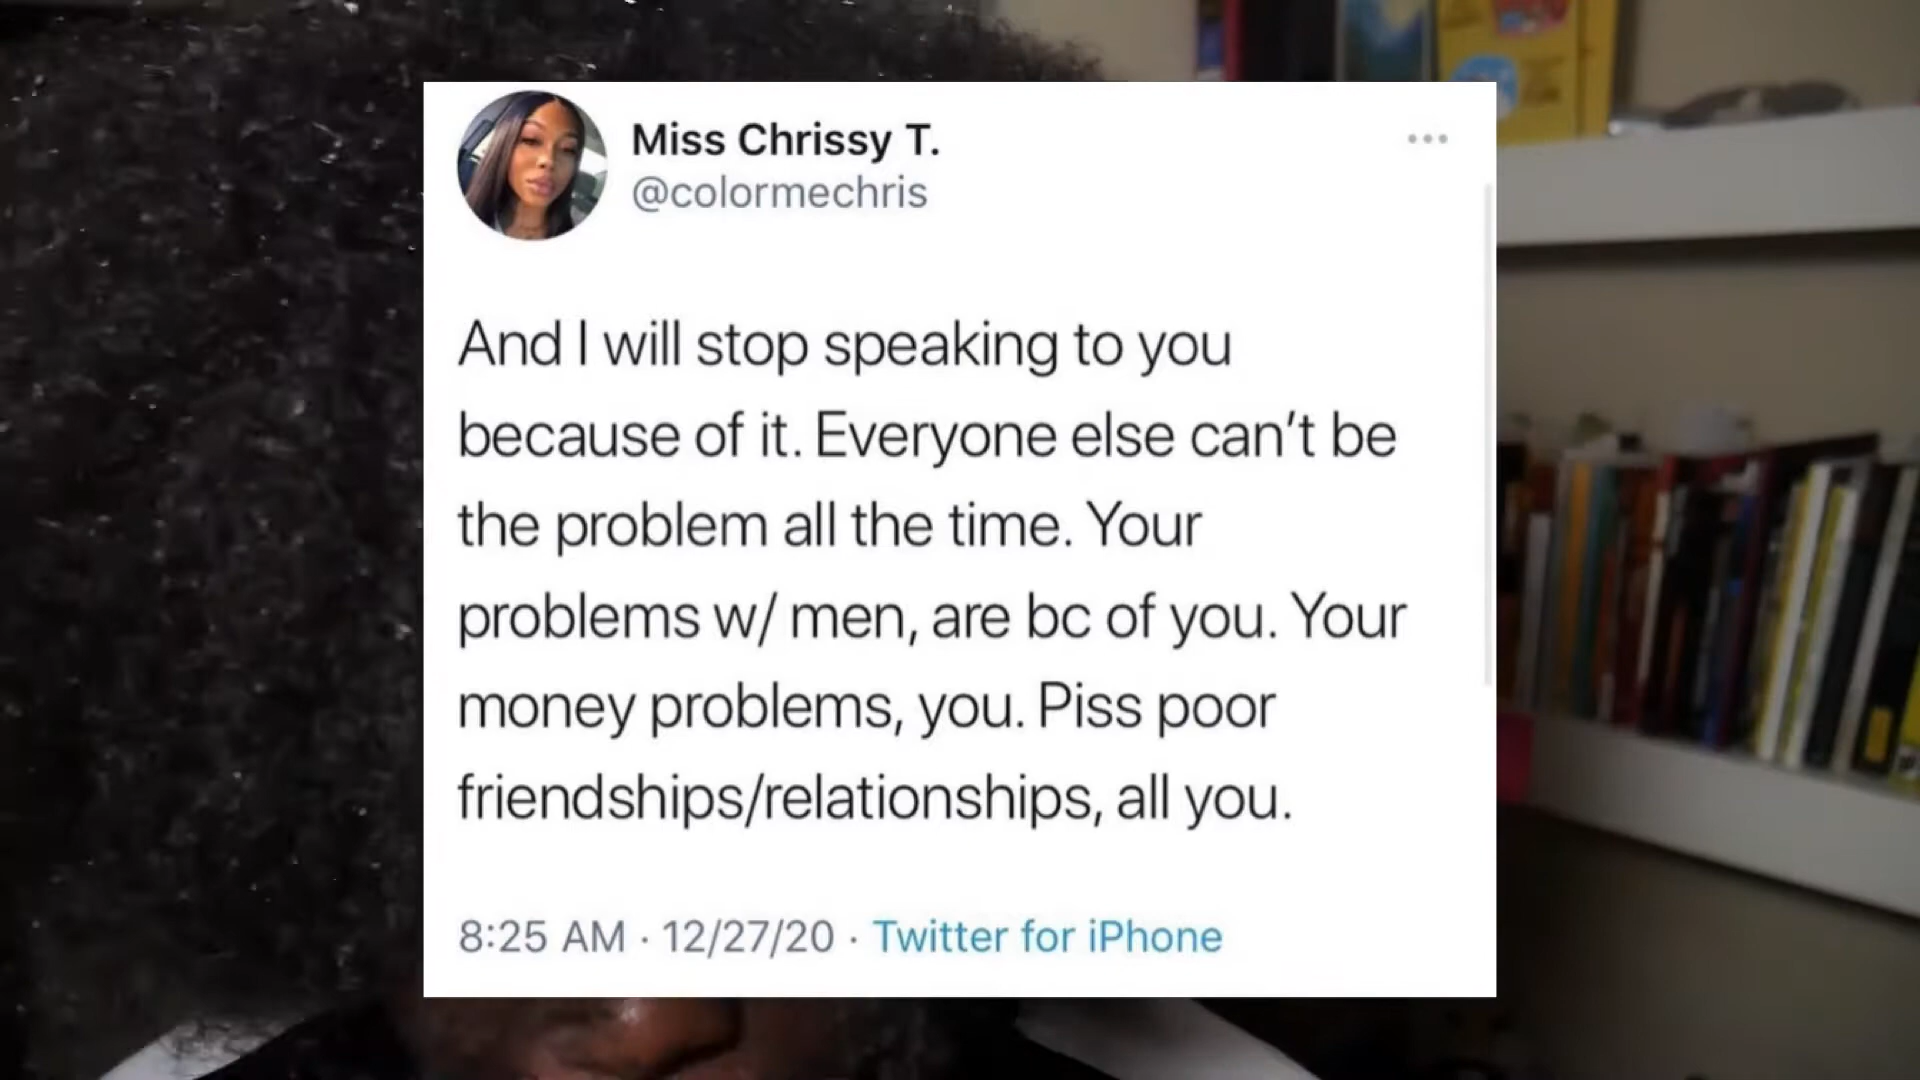 Miss Chrissy T.
@colormechris
And I will stop speaking to you
because of it. Everyone else can't be
the problem all the time. Your
problems w/ men, are bc of you. Your
money problems, you. Piss poor
friendships/relationships, all you.
8:25 AM · 12/27/20 · Twitter for iPhone